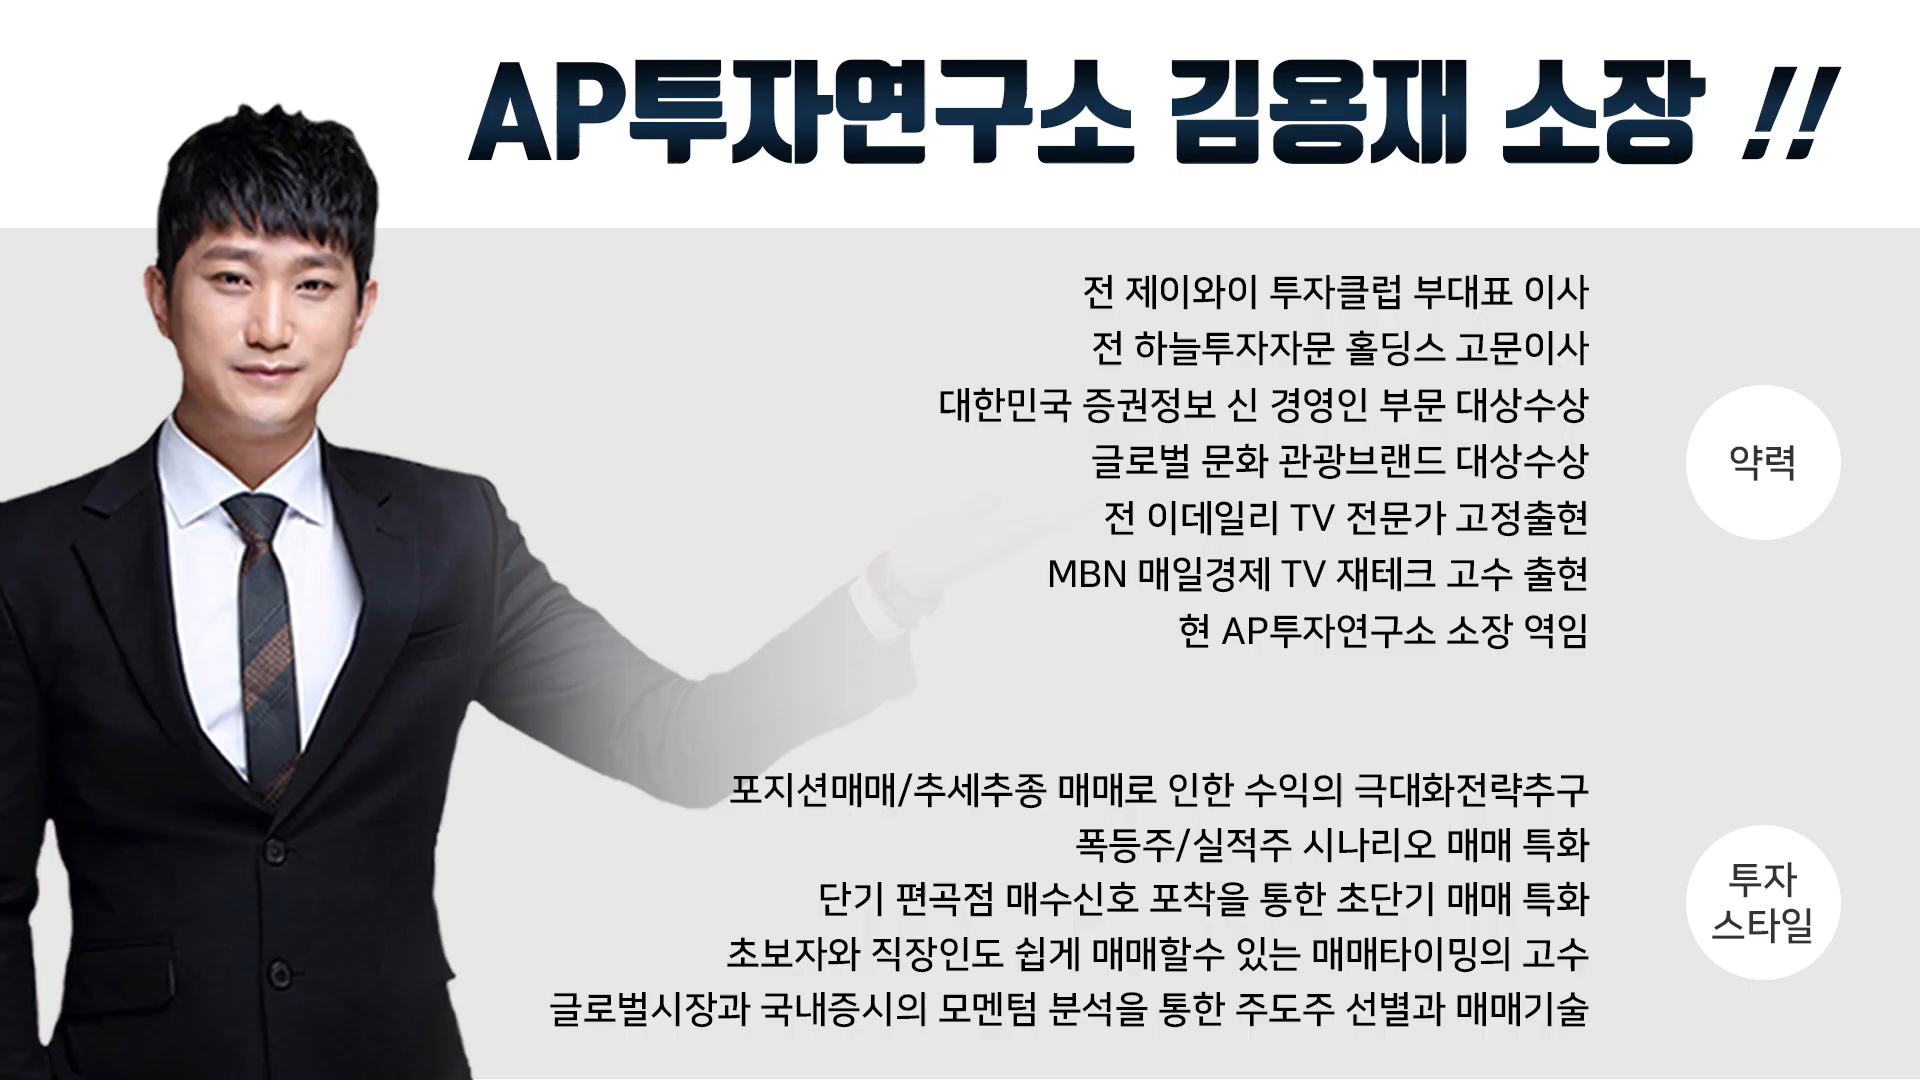 AP투자연구소 김용재 소장 !!
전 제이와이 투자클럽 부대표 이사
전 하늘투자자문 홀딩스 고문이사
대한민국 증권정보 신 경영인 부문 대상수상
글로벌 문화 관광브랜드 대상수상
전 이데일리 TV 전문가 고정출현
MBN 매일경제 TV 재테크 고수 출현
현 AP투자연구소 소장 역임
약력
포지션매매/추세추종 매매로 인한 수익의 극대화전략추구
폭등주/실적주 시나리오 매매 특화
단기 편곡점 매수신호 포착을 통한 초단기 매매 특화
초보자와 직장인도 쉽게 매매할수 있는 매매타이밍의 고수
글로벌시장과 국내증시의 모멘텀 분석을 통한 주도주 선별과 매매기술
투자
스타일